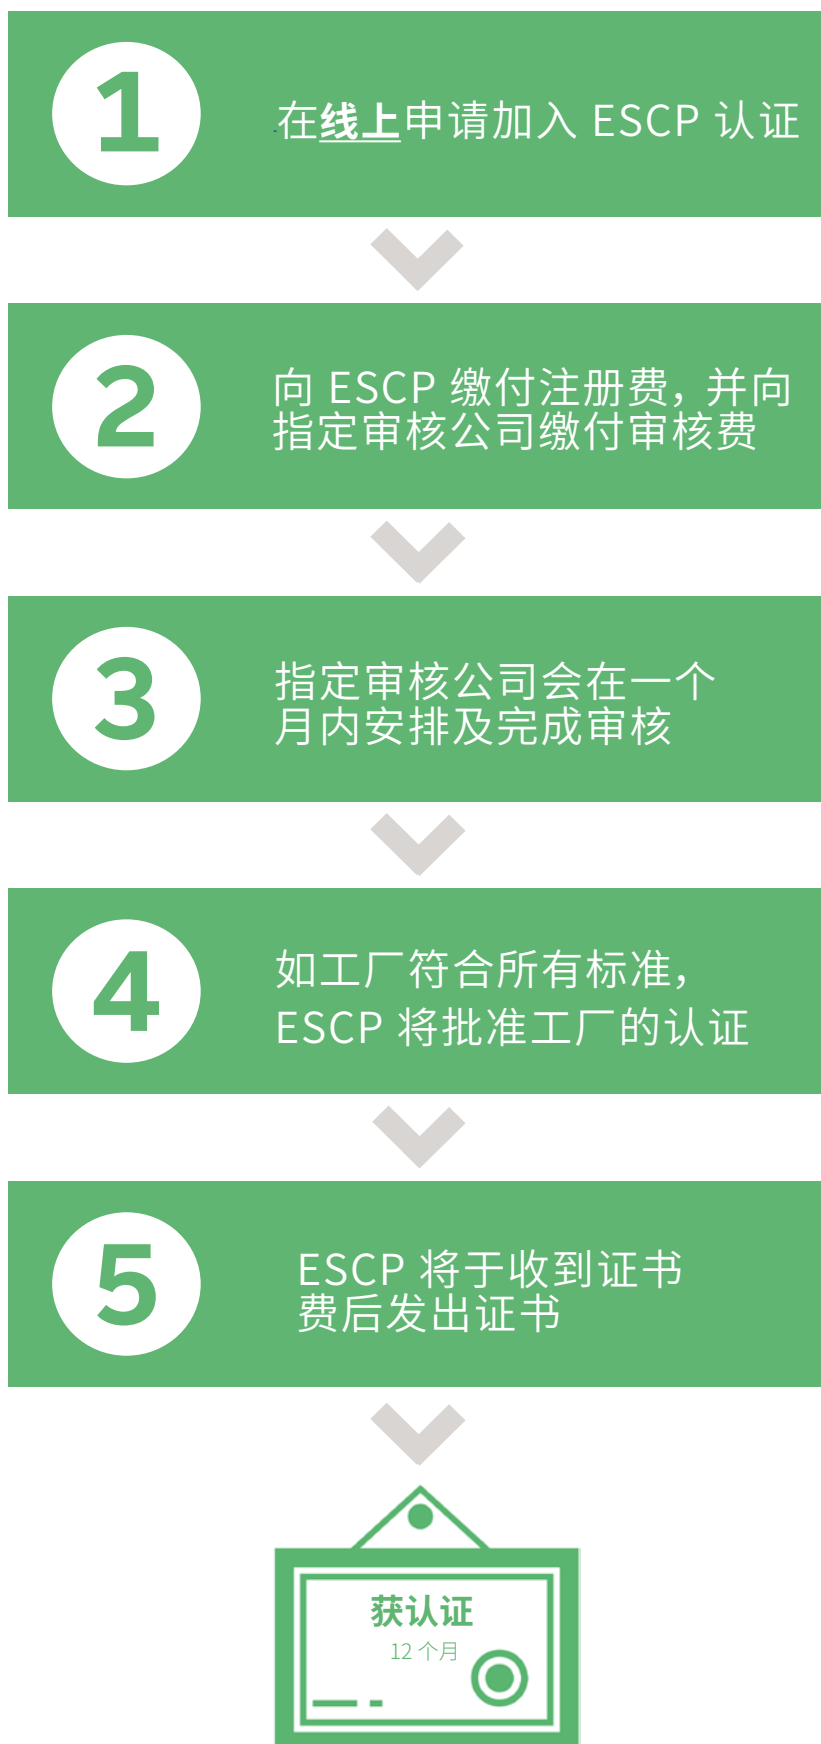 1
在线上申请加入 ESCP 认证
2
向 ESCP 缴付注册费，并向
指定审核公司缴付审核费
3
指定审核公司会在一个
月内安排及完成审核
4
如工厂符合所有标准，
ESCP 将批准工厂的认证
5
ESCP 将于收到证书
费后发出证书
获认证
12 个月